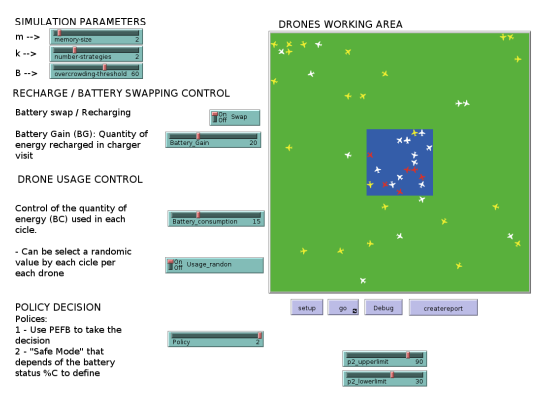 SIMULATION PARAMETERS
m -->
memory-size 2
k -->
number-strategies 2
B -->
overcrowding-threshold 60
RECHARGE / BATTERY SWAPPING CONTROL
Battery swap / Recharging
On
Off
Swap
Battery Gain (BG): Quantity of
energy recharged in charger
visit
Battery_Gain 20
DRONE USAGE CONTROL
Control of the quantity of
energy (BC) used in each
cicle.
Battery_consumption 15
- Can be select a randomic
value by each cicle per
each drone
On
Off
Usage_randon
POLICY DECISION
Polices:
1 - Use PEFB to take the
decision
2 - "Safe Mode" that
depends of the battery
status %C to define
Policy 2
DRONES WORKING AREA
setup
go
Debug
createreport
p2_upperlimit 90
p2_lowerlimit 30